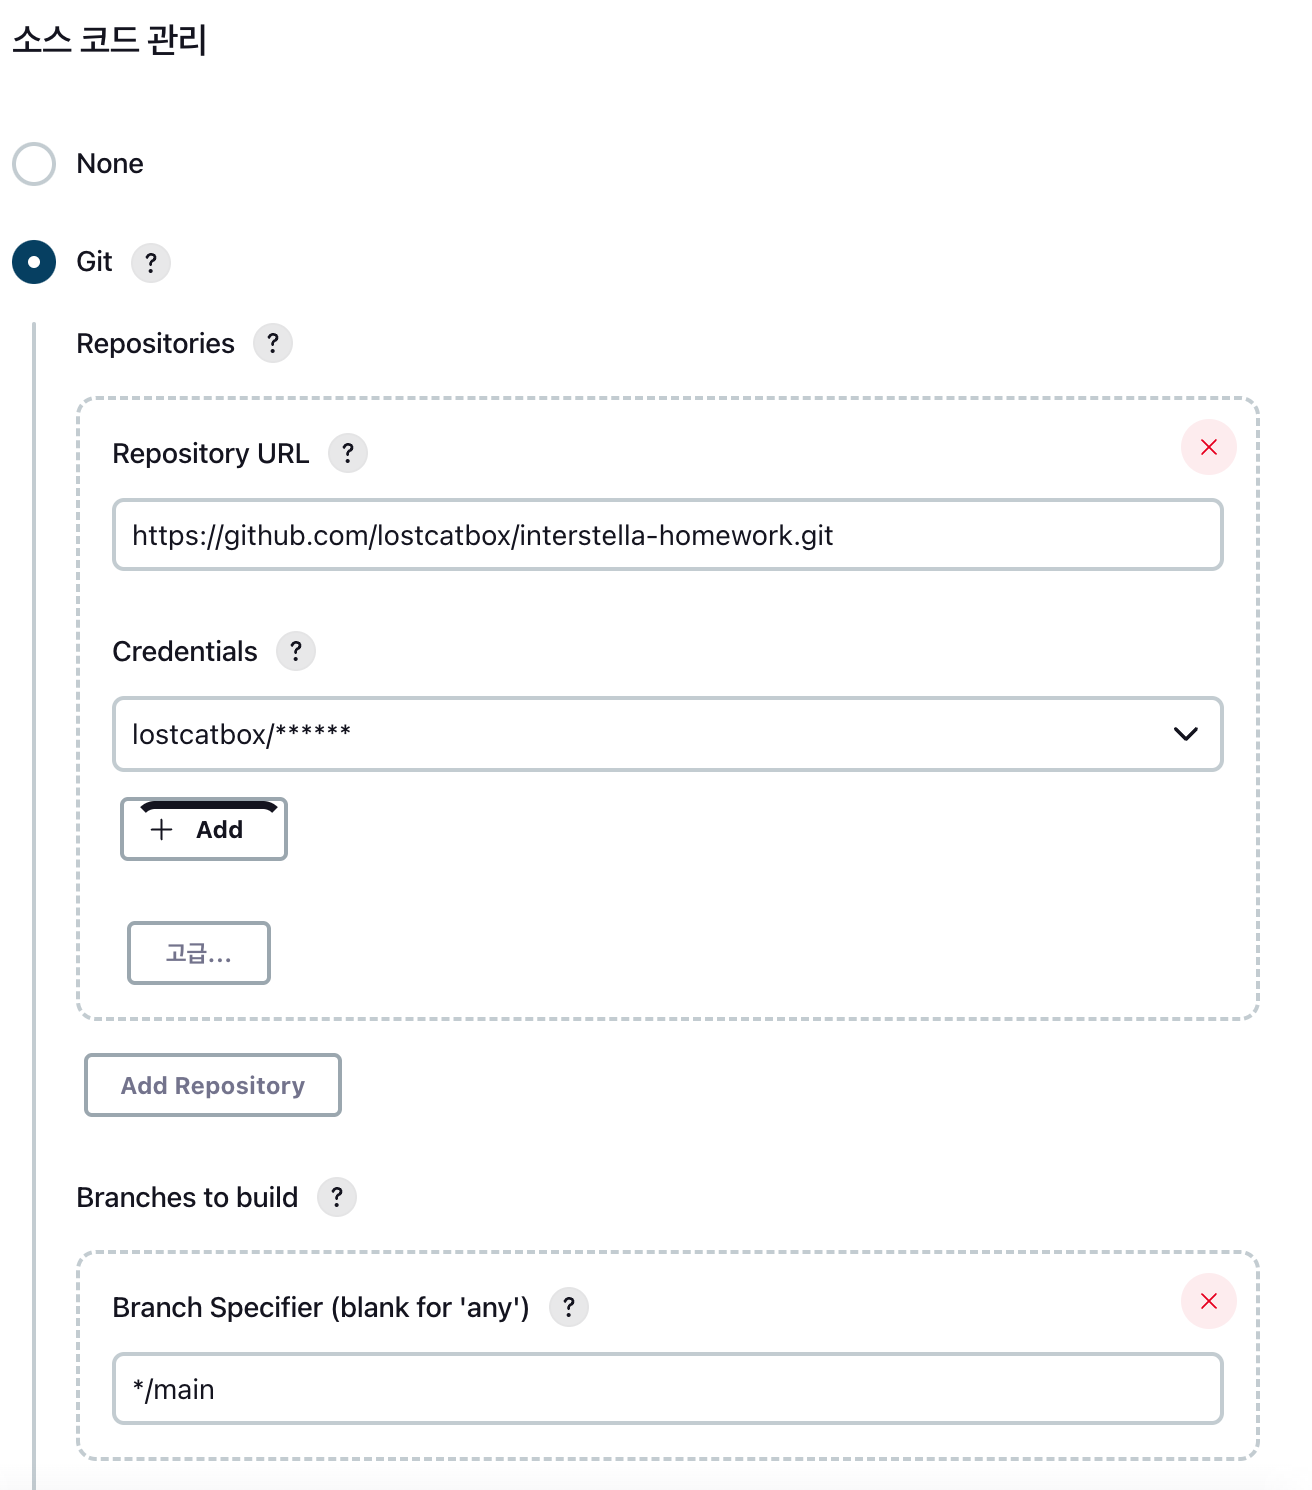 소스 코드 관리
None
Git ?
Repositories ?
Repository URL ?
https://github.com/lostcatbox/interstella-homework.git
Credentials ?
lostcatbox/******
Add
고급...
Add Repository
Branches to build ?
Branch Specifier (blank for 'any') ?
*/main